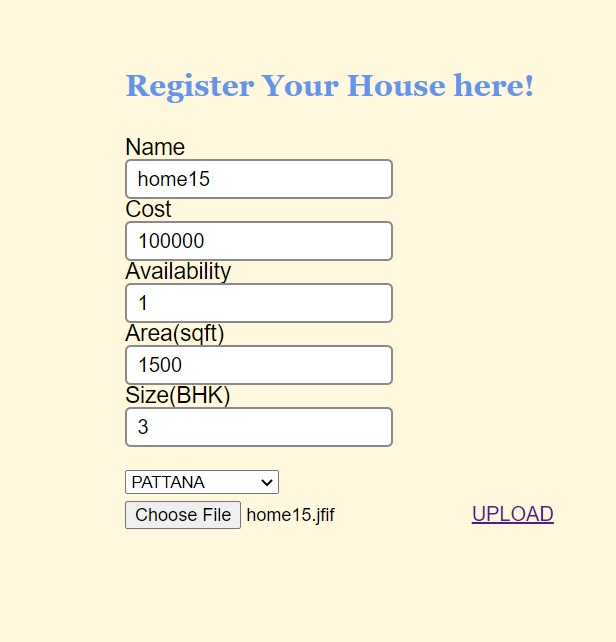 Register Your House here!
Name
home15
Cost
100000
Availability
1
Area(sqft)
1500
Size(BHK)
3
PATTANA
Choose File home15.jfif UPLOAD